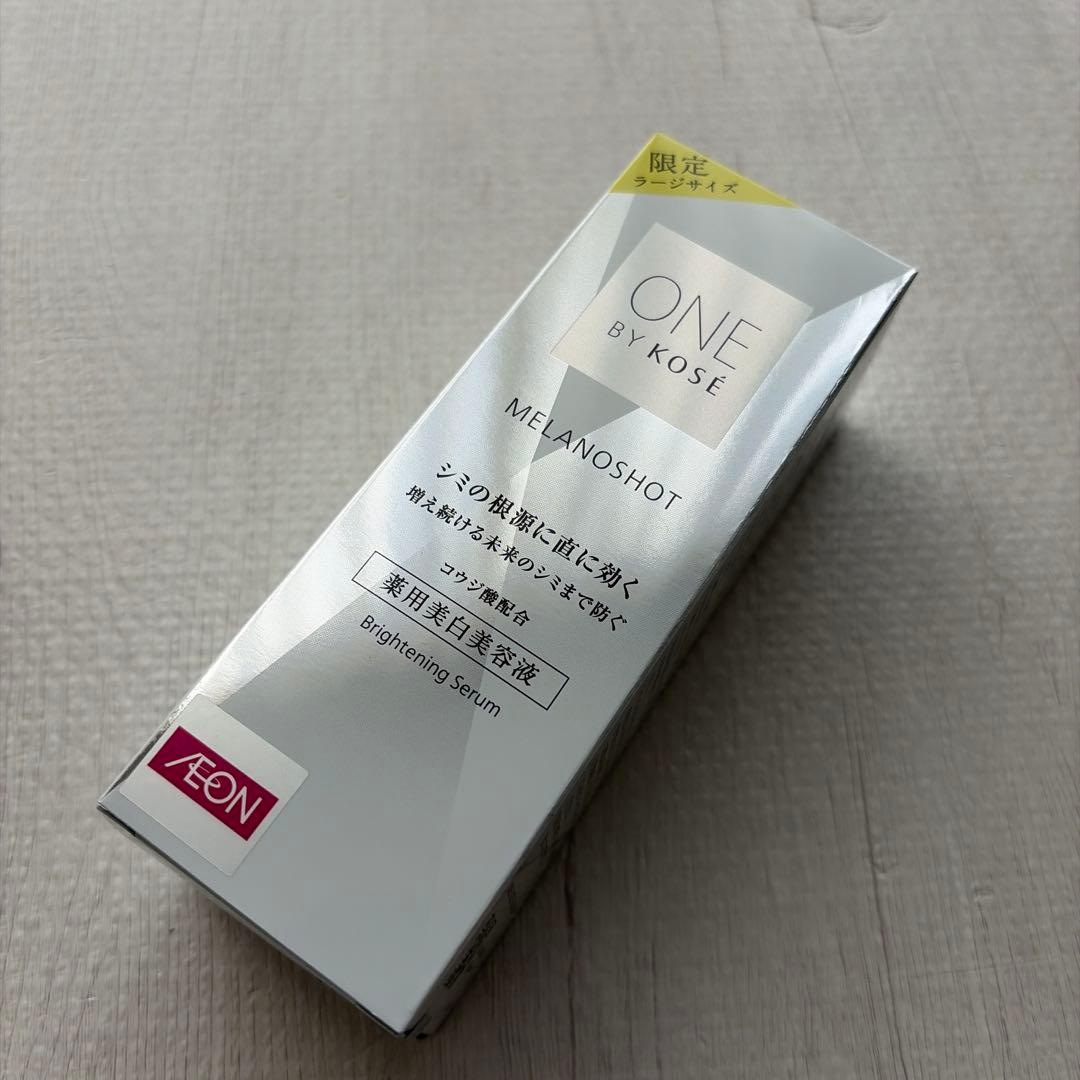 限定
ラージサイズ
ONE
BY KOSÉ
MELANOSHOT
シミの根源に直に効く
増え続ける未来のシミまで防ぐ
コウジ酸配合
薬用美白美容液
Brightening Serum
ÆON